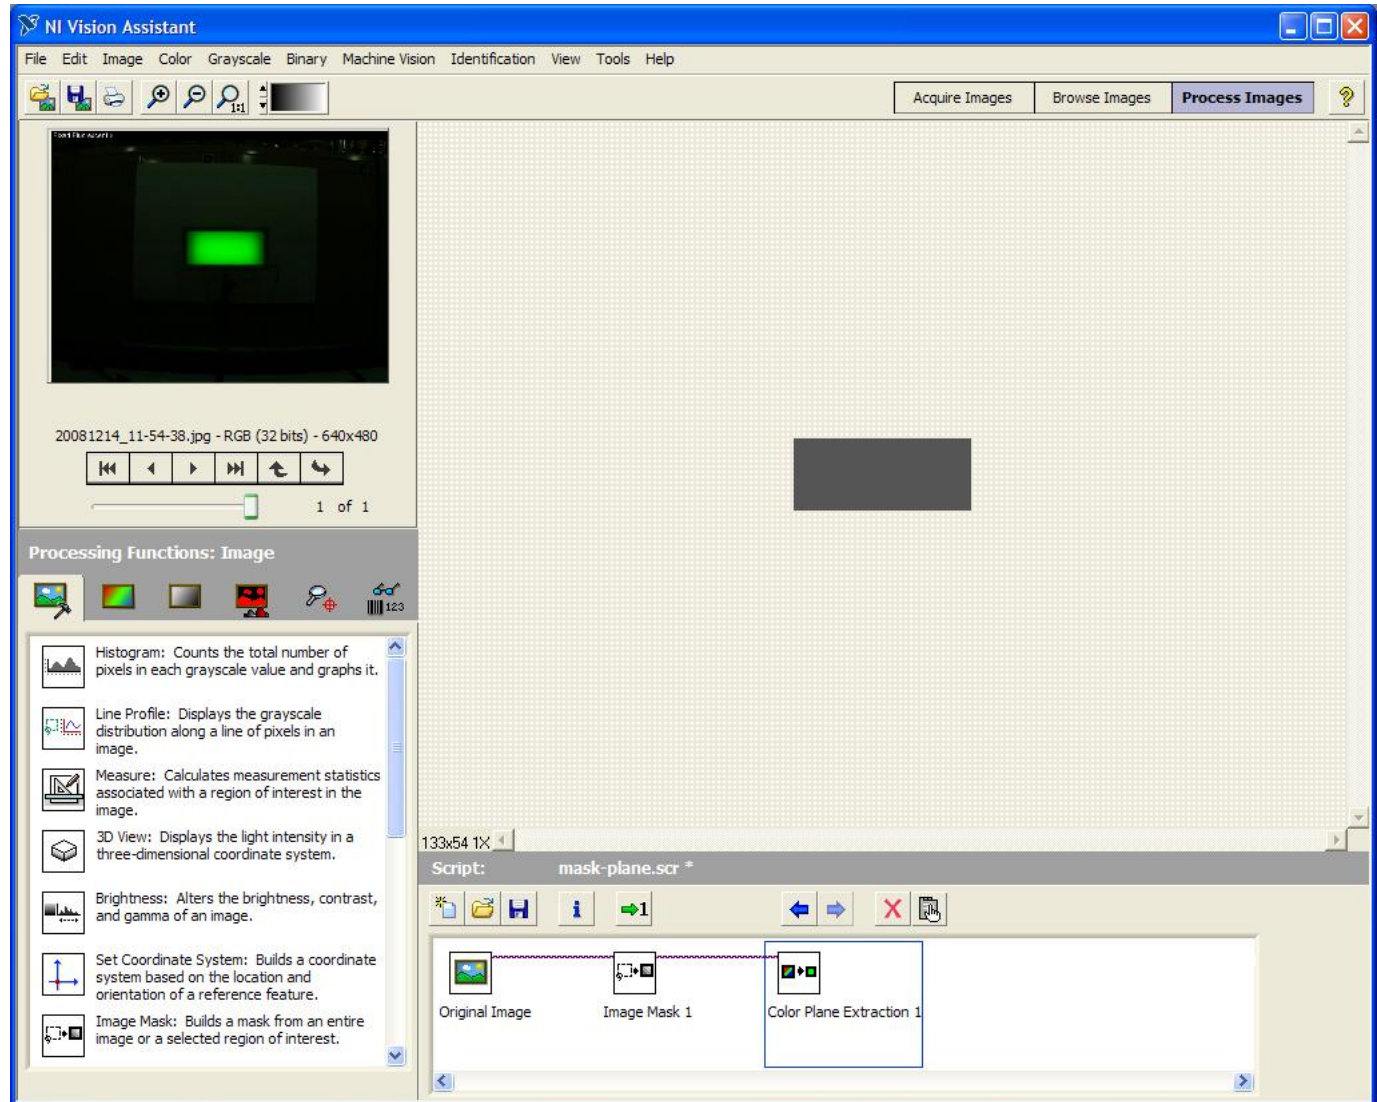 NI Vision Assistant
File Edit Image Color Grayscale Binary Machine Vision Identification View Tools Help
1:1
Acquire Images Browse Images Process Images
20081214_11-54-38.jpg - RGB (32 bits) - 640x480
1 of 1
Processing Functions: Image
123
Histogram: Counts the total number of
pixels in each grayscale value and graphs it.
Line Profile: Displays the grayscale
distribution along a line of pixels in an
image.
Measure: Calculates measurement statistics
associated with a region of interest in the
image.
3D View: Displays the light intensity in a
three-dimensional coordinate system.
Brightness: Alters the brightness, contrast,
and gamma of an image.
Set Coordinate System: Builds a coordinate
system based on the location and
orientation of a reference feature.
Image Mask: Builds a mask from an entire
image or a selected region of interest.
133x54 1X
Script: mask-plane.scr *
1
Original Image
Image Mask 1
Color Plane Extraction 1